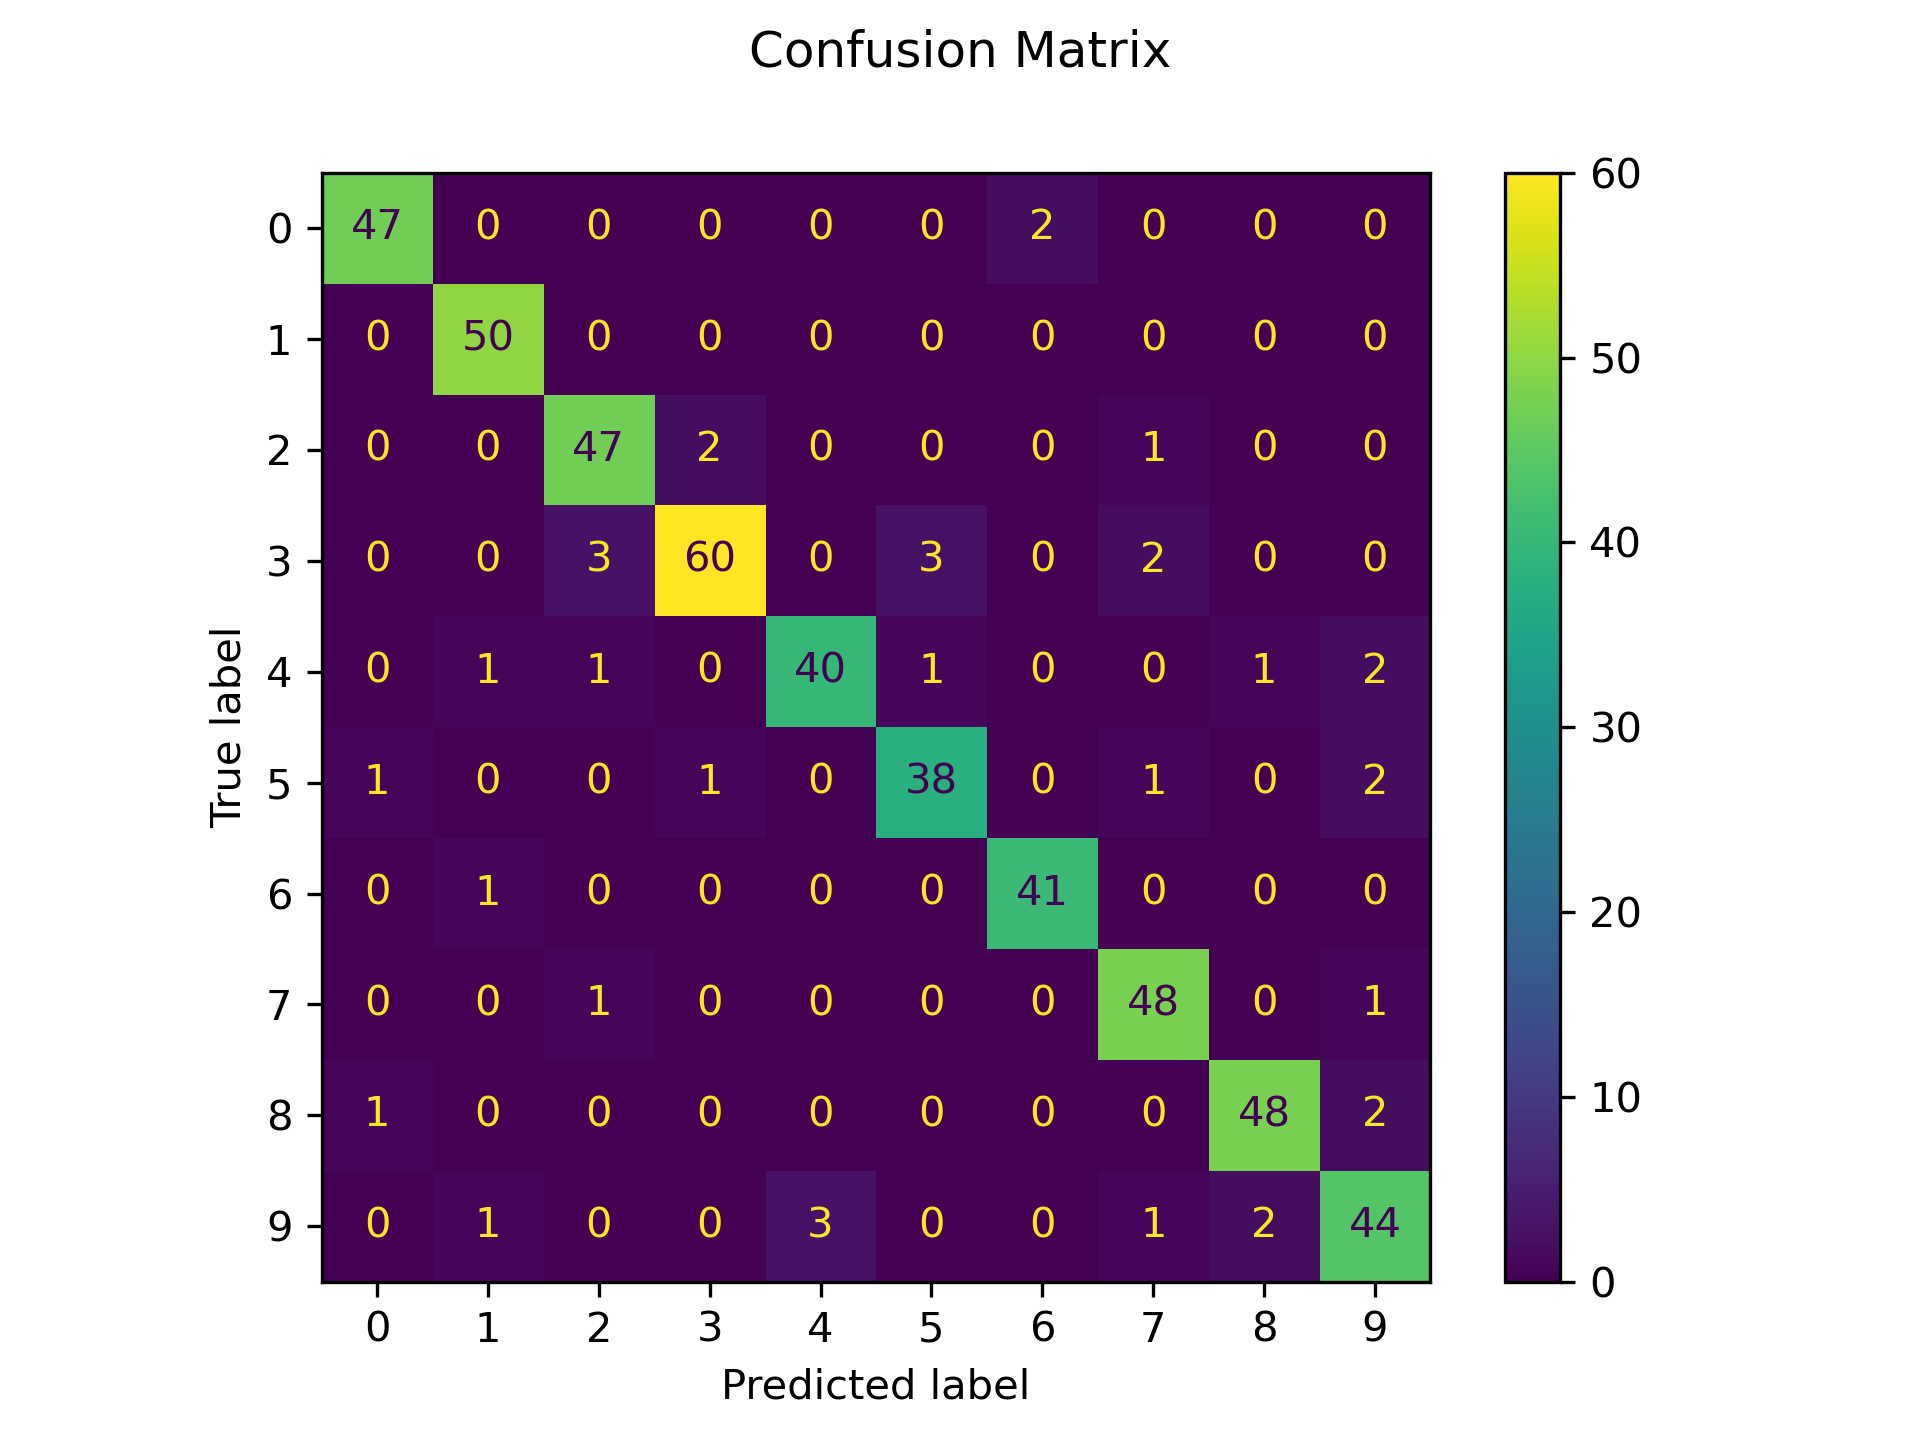 Confusion Matrix
0 47 0 0 0 0 0 2 0 0 0
1 0 50 0 0 0 0 0 0 0 0
2 0 0 47 2 0 0 0 1 0 0
3 0 0 3 60 0 3 0 2 0 0
4 0 1 1 0 40 1 0 0 1 2
5 1 0 0 1 0 38 0 1 0 2
6 0 1 0 0 0 0 41 0 0 0
7 0 0 1 0 0 0 0 48 0 1
8 1 0 0 0 0 0 0 0 48 2
9 0 1 0 0 3 0 0 1 2 44
0 1 2 3 4 5 6 7 8 9
Predicted label
True label
60
50
40
30
20
10
0